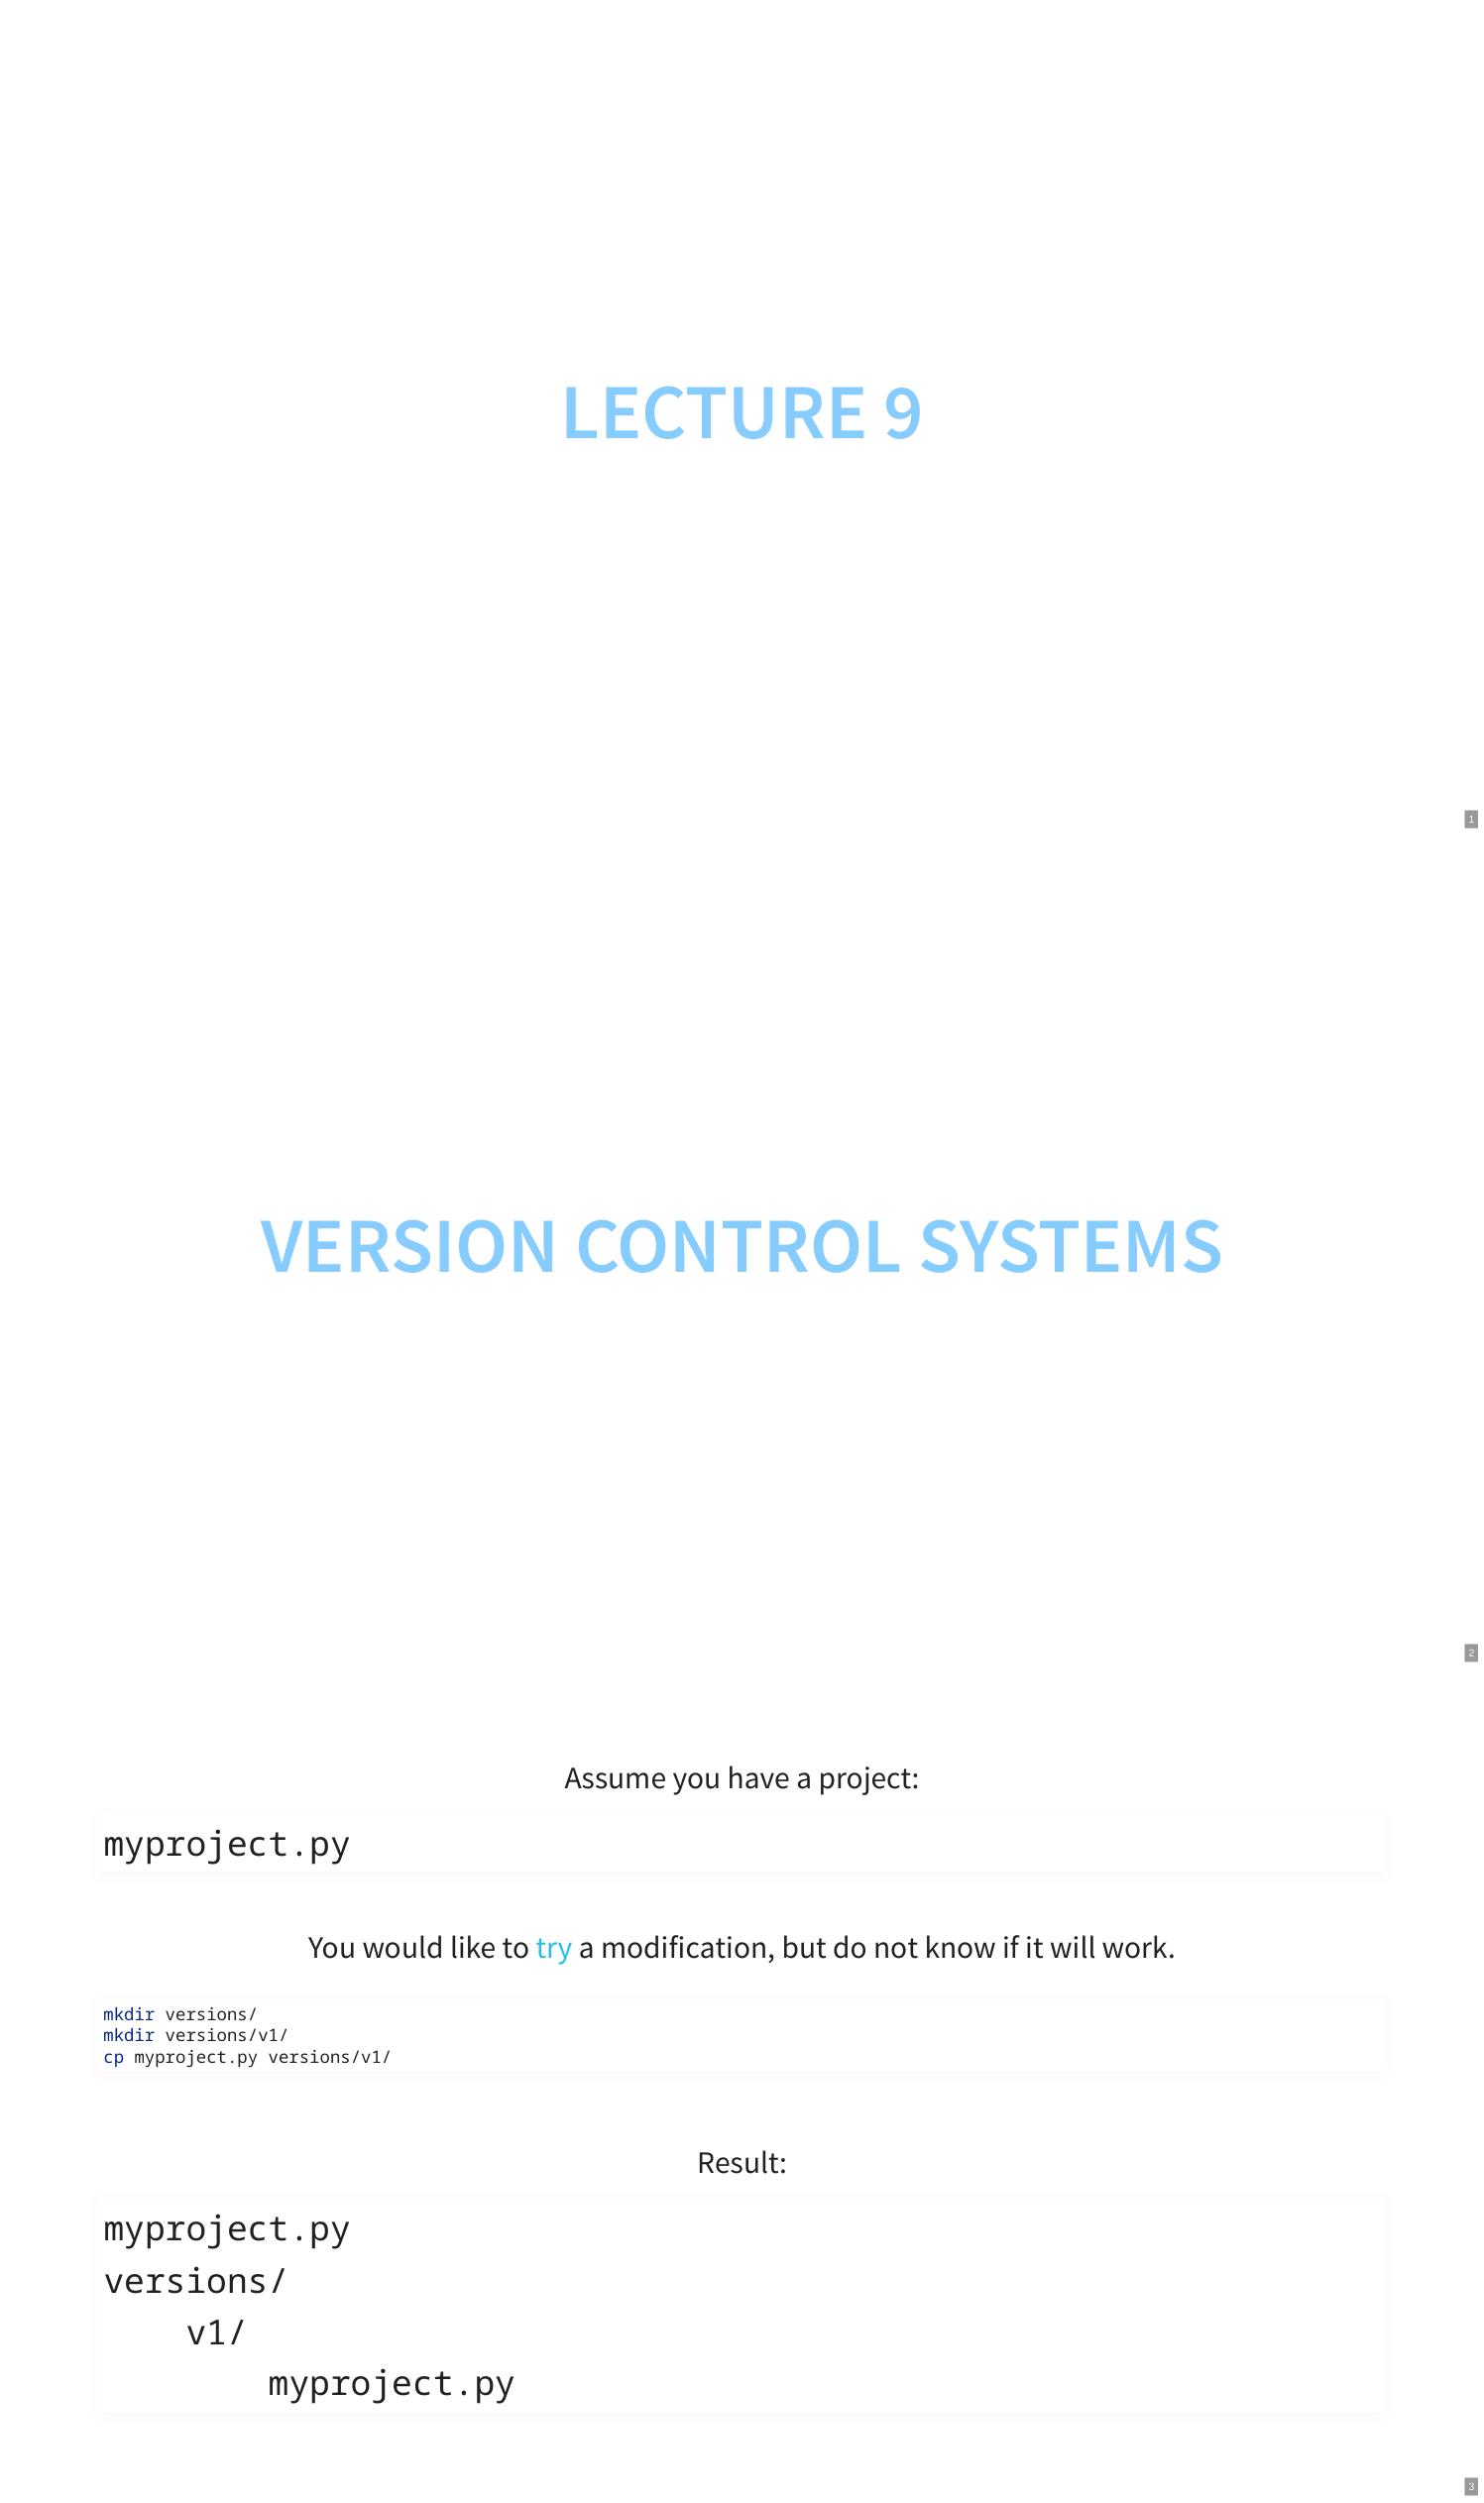 LECTURE 9
1
VERSION CONTROL SYSTEMS
2
Assume you have a project:
myproject.py
You would like to try a modification, but do not know if it will work.
mkdir versions/
mkdir versions/v1/
cp myproject.py versions/v1/
Result:
myproject.py
versions/
    v1/
        myproject.py
3